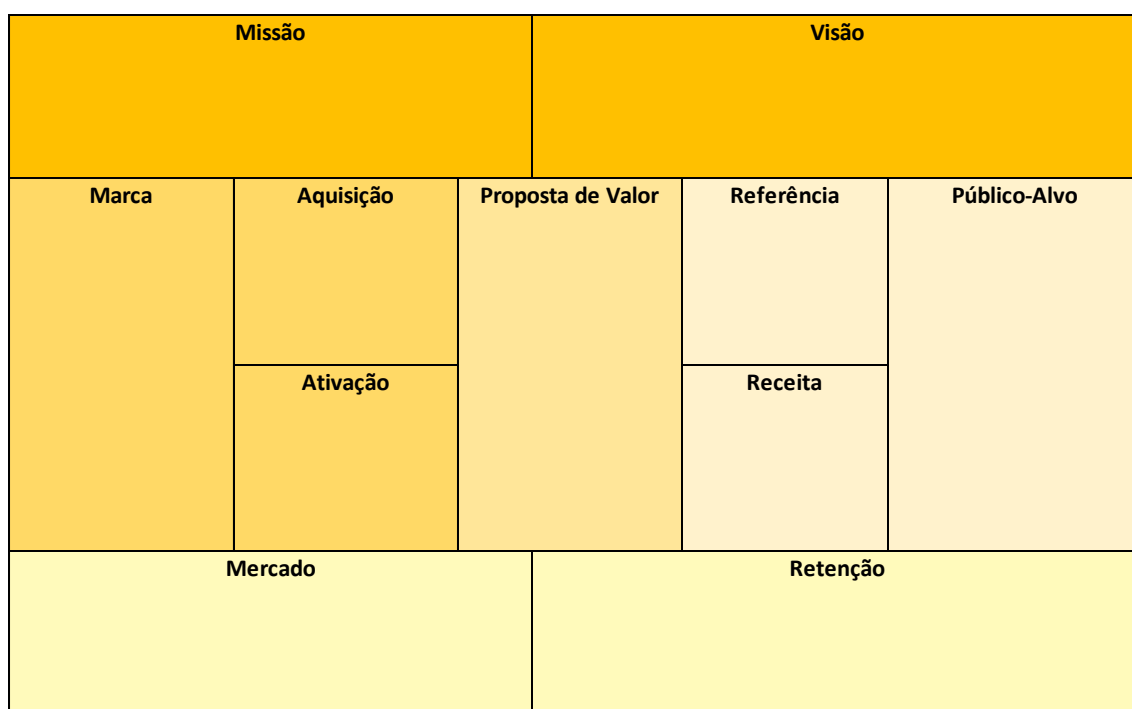 Missão
Visão
Marca
Aquisição
Proposta de Valor
Referência
Público-Alvo
Ativação
Receita
Mercado
Retenção